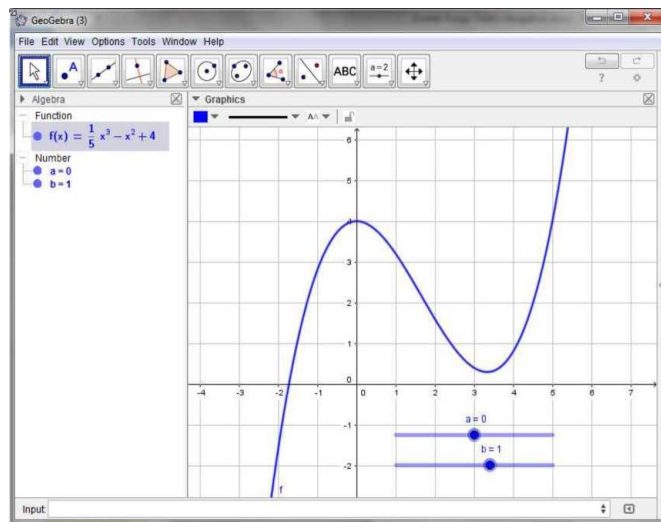 GeoGebra (3)
File Edit View Options Tools Window Help
ABC
a=2
?
Algebra
Graphics
Function
f(x) = 1/5 x³ − x² + 4
Number
a = 0
b = 1
AA
6
5
4
3
2
1
0
-1
-2
-4 -3 -2 -1 0 1 2 3 4 5 6 7
a = 0
b = 1
f
Input: